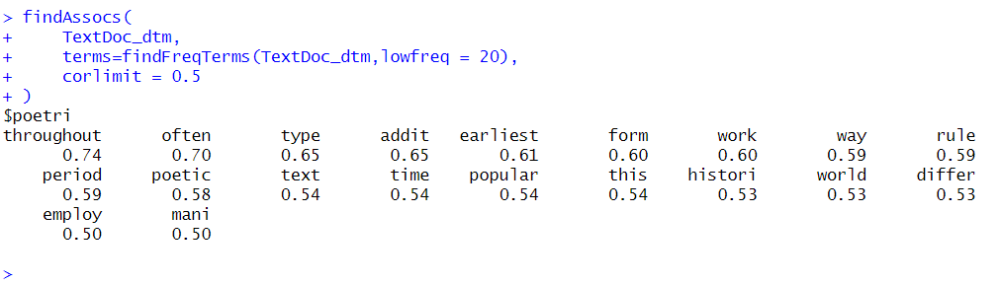 > findAssocs(
+     TextDoc_dtm,
+     terms=findFreqTerms(TextDoc_dtm,lowfreq = 20),
+     corlimit = 0.5
+ )
$poetri
throughout      often       type      addit   earliest       form       work        way       rule
      0.74       0.70       0.65       0.65       0.61       0.60       0.60       0.59       0.59
    period     poetic       text       time    popular       this    histori      world     differ
      0.59       0.58       0.54       0.54       0.54       0.54       0.53       0.53       0.53
    employ       mani
      0.50       0.50
>